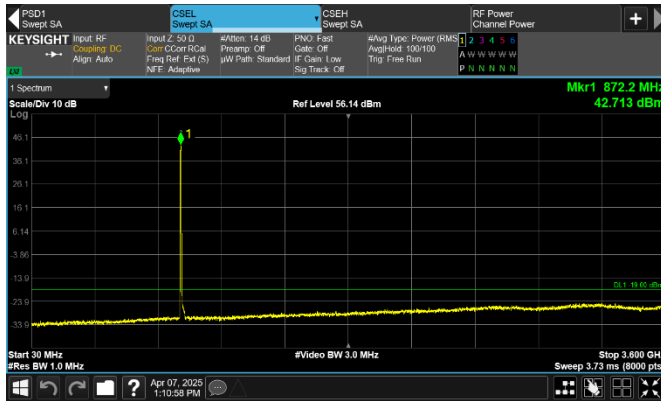 PSD1
Swept SA
CSEL
Swept SA
CSEH
Swept SA
RF Power
Channel Power
+
KEYSIGHT
Input: RF
Coupling: DC
Align: Auto
Input Z: 50 Ω
Corr CCorr RCal
Freq Ref: Ext (S)
NFE: Adaptive
#Atten: 14 dB
Preamp: Off
µW Path: Standard
PNO: Fast
Gate: Off
IF Gain: Low
Sig Track: Off
#Avg Type: Power (RMS
Avg|Hold: 100/100
Trig: Free Run
1 2 3 4 5 6
A W W W W W
P N N N N N
1 Spectrum
Mkr1 872.2 MHz
Scale/Div 10 dB
Ref Level 56.14 dBm
42.713 dBm
Log
1
46.1
36.1
26.1
16.1
6.14
-3.86
-13.9
-23.9
-33.9
Start 30 MHz
#Video BW 3.0 MHz
Stop 3.600 GH
#Res BW 1.0 MHz
Sweep 3.73 ms (8000 pts
?
Apr 07, 2025
1:10:58 PM